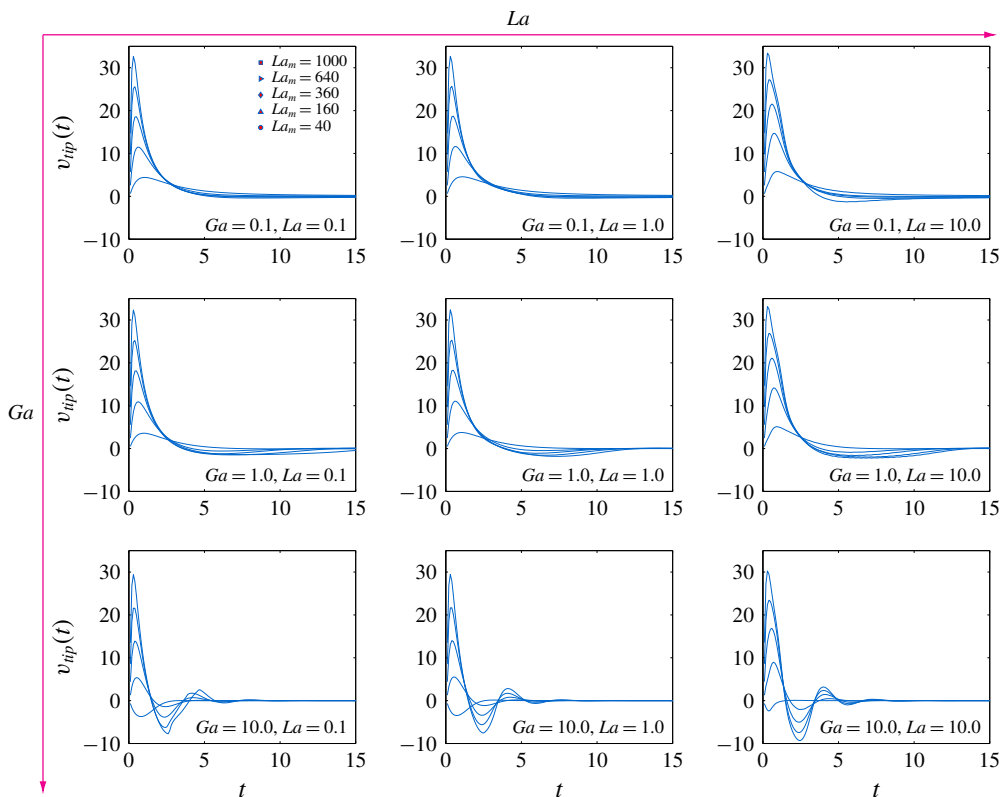 La
30
20
10
0
−10
v_tip(t)
La_m = 1000
La_m = 640
La_m = 360
La_m = 160
La_m = 40
Ga = 0.1, La = 0.1
0 5 10 15
30
20
10
0
−10
Ga = 0.1, La = 1.0
0 5 10 15
30
20
10
0
−10
Ga = 0.1, La = 10.0
0 5 10 15
Ga
30
20
10
0
−10
v_tip(t)
Ga = 1.0, La = 0.1
0 5 10 15
30
20
10
0
−10
Ga = 1.0, La = 1.0
0 5 10 15
30
20
10
0
−10
Ga = 1.0, La = 10.0
0 5 10 15
30
20
10
0
−10
v_tip(t)
Ga = 10.0, La = 0.1
0 5 10 15
t
30
20
10
0
−10
Ga = 10.0, La = 1.0
0 5 10 15
t
30
20
10
0
−10
Ga = 10.0, La = 10.0
0 5 10 15
t